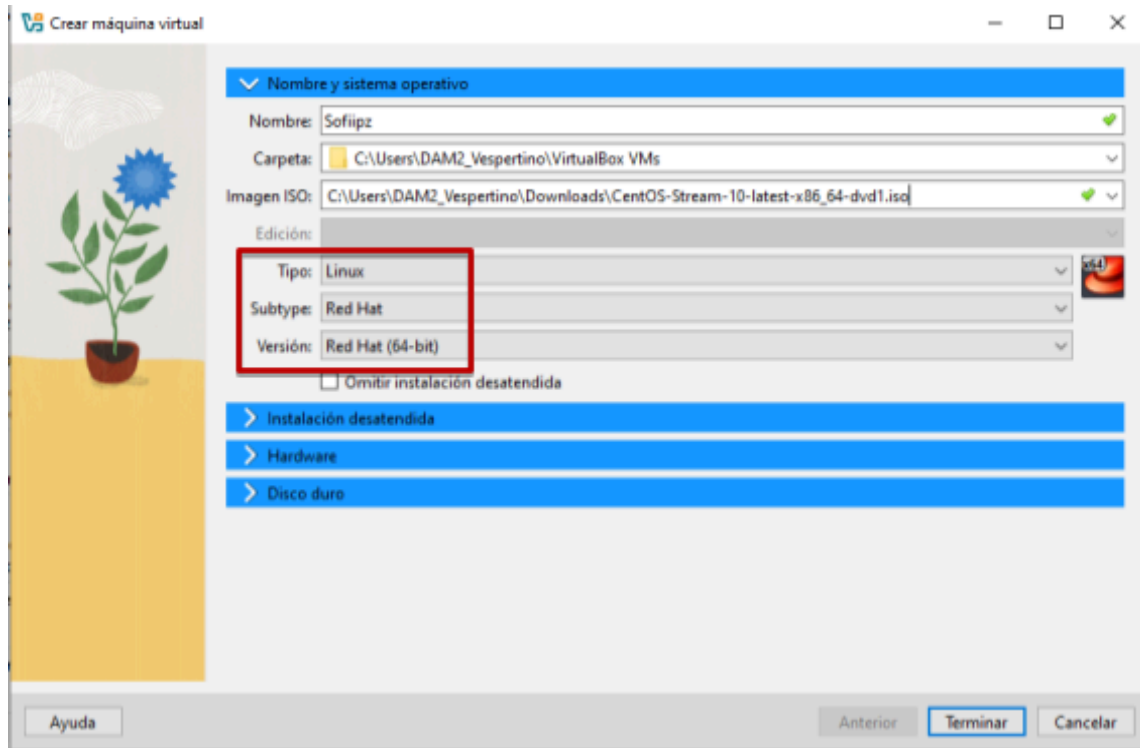 Crear máquina virtual
Nombre y sistema operativo
Nombre: Sofiipz
Carpeta: C:\Users\DAM2_Vespertino\VirtualBox VMs
Imagen ISO: C:\Users\DAM2_Vespertino\Downloads\CentOS-Stream-10-latest-x86_64-dvd1.iso
Edición:
Tipo: Linux
x64
Subtype: Red Hat
Versión: Red Hat (64-bit)
Omitir instalación desatendida
Instalación desatendida
Hardware
Disco duro
Ayuda Anterior Terminar Cancelar